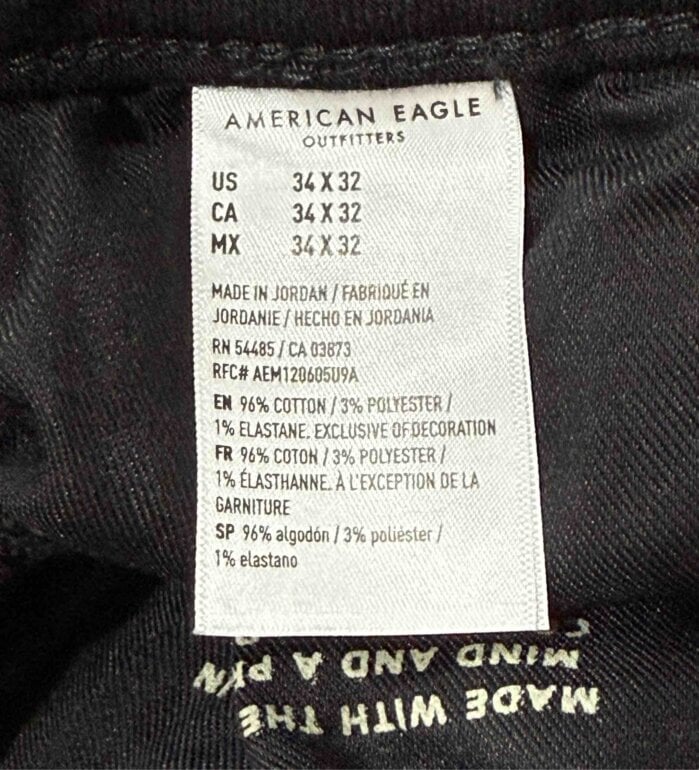 AMERICAN EAGLE
OUTFITTERS
US 34 X 32
CA 34 X 32
MX 34 X 32
MADE IN JORDAN / FABRIQUÉ EN
JORDANIE / HECHO EN JORDANIA
RN 54485 / CA 03873
RFC# AEM120605U9A
EN 96% COTTON / 3% POLYESTER /
1% ELASTANE. EXCLUSIVE OF DECORATION
FR 96% COTON / 3% POLYESTER /
1% ÉLASTHANNE. À L'EXCEPTION DE LA
GARNITURE
SP 96% algodón / 3% poliéster /
1% elastano
MADE WITH THE
MIND AND A